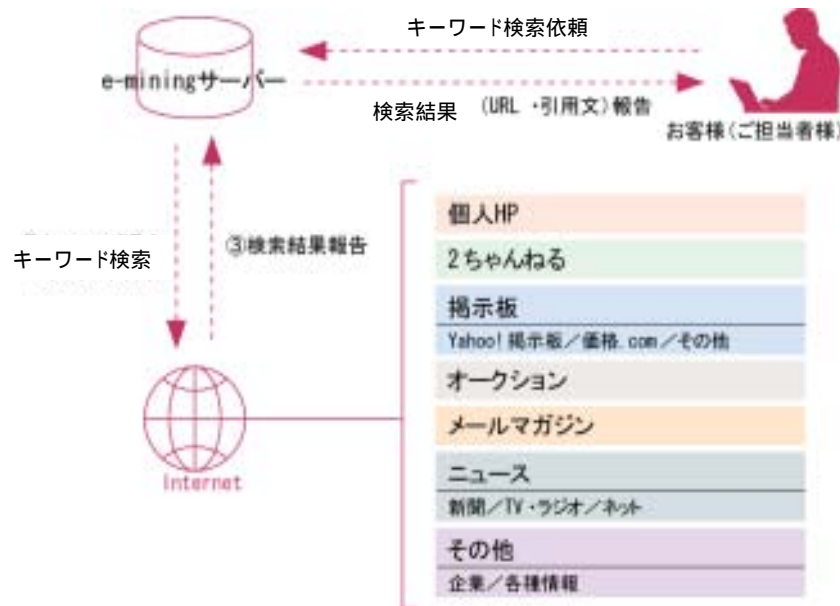 キーワード検索依頼
e-miningサーバー
検索結果 (URL ・引用文)報告
お客様(ご担当者様)
キーワード検索
③検索結果報告
Internet
個人HP
2ちゃんねる
掲示板
Yahoo! 掲示板／価格.com／その他
オークション
メールマガジン
ニュース
新聞／TV・ラジオ／ネット
その他
企業／各種情報